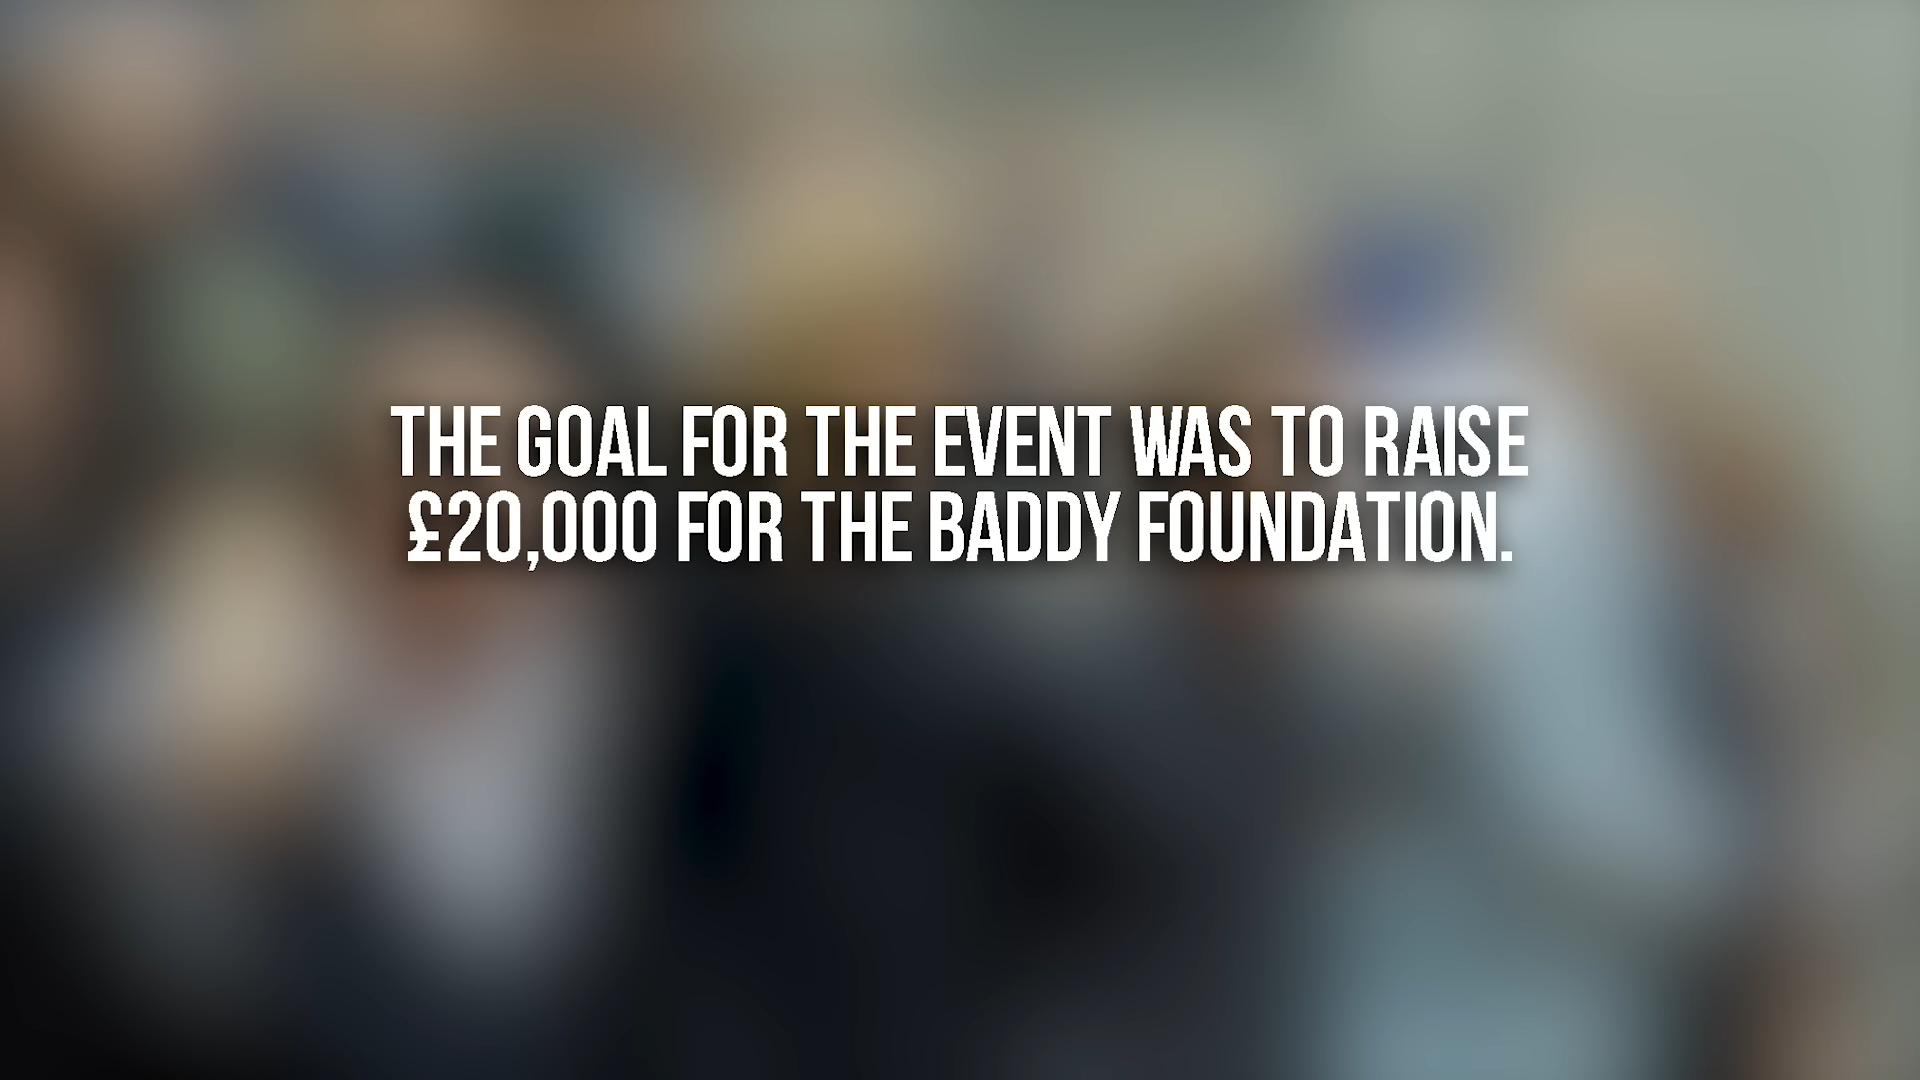 THE GOAL FOR THE EVENT WAS TO RAISE
£20,000 FOR THE BADDY FOUNDATION.